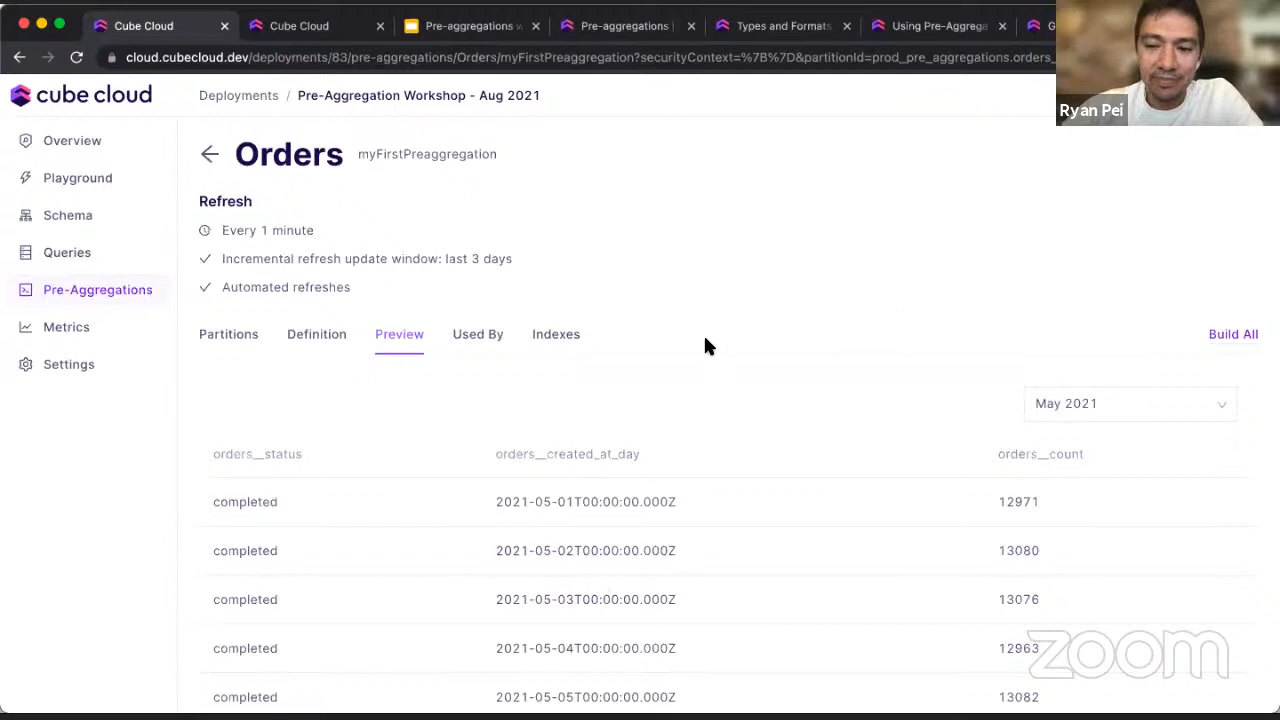 Cube Cloud
Cube Cloud
Pre-aggregations w
Pre-aggregations
Types and Formats
Using Pre-Aggrega
cloud.cubecloud.dev/deployments/83/pre-aggregations/Orders/myFirstPreaggregation?securityContext=%7B%7D&partitionId=prod_pre_aggregations.orders_
Ryan Pei
cube cloud
Deployments / Pre-Aggregation Workshop - Aug 2021
Overview
Playground
Schema
Queries
Pre-Aggregations
Metrics
Settings
Orders myFirstPreaggregation
Refresh
Every 1 minute
Incremental refresh update window: last 3 days
Automated refreshes
Partitions Definition Preview Used By Indexes Build All
May 2021
orders__status orders__created_at_day orders__count
completed 2021-05-01T00:00:00.000Z 12971
completed 2021-05-02T00:00:00.000Z 13080
completed 2021-05-03T00:00:00.000Z 13076
completed 2021-05-04T00:00:00.000Z 12963
completed 2021-05-05T00:00:00.000Z 13082
zoom